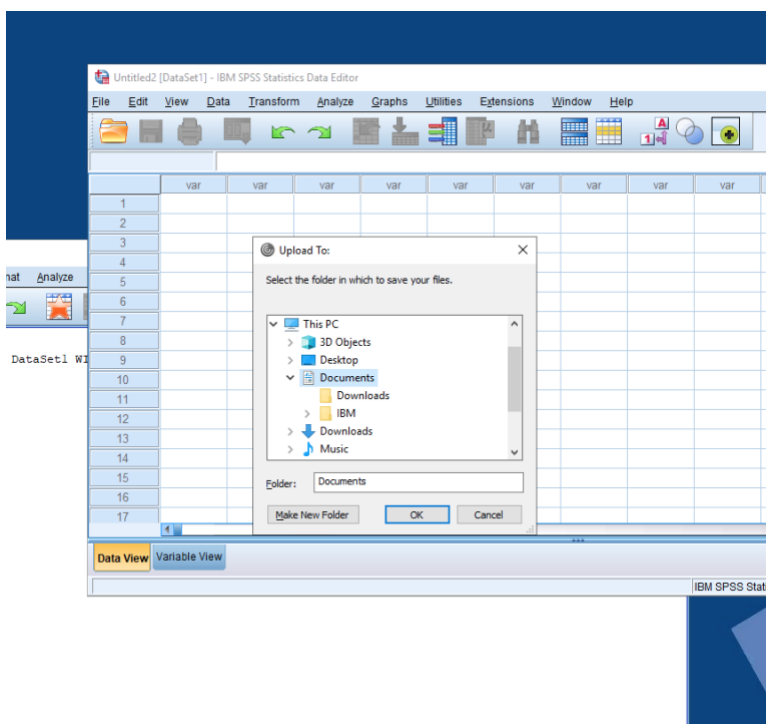 Untitled2 [DataSet1] - IBM SPSS Statistics Data Editor
File Edit View Data Transform Analyze Graphs Utilities Extensions Window Help
var var var var var var var var var
1
2
3
4
5
6
7
8
9
10
11
12
13
14
15
16
17
Data View Variable View
IBM SPSS Stati
mat Analyze
DataSet1 WI
Upload To:
Select the folder in which to save your files.
This PC
3D Objects
Desktop
Documents
Downloads
IBM
Downloads
Music
Folder: Documents
Make New Folder OK Cancel